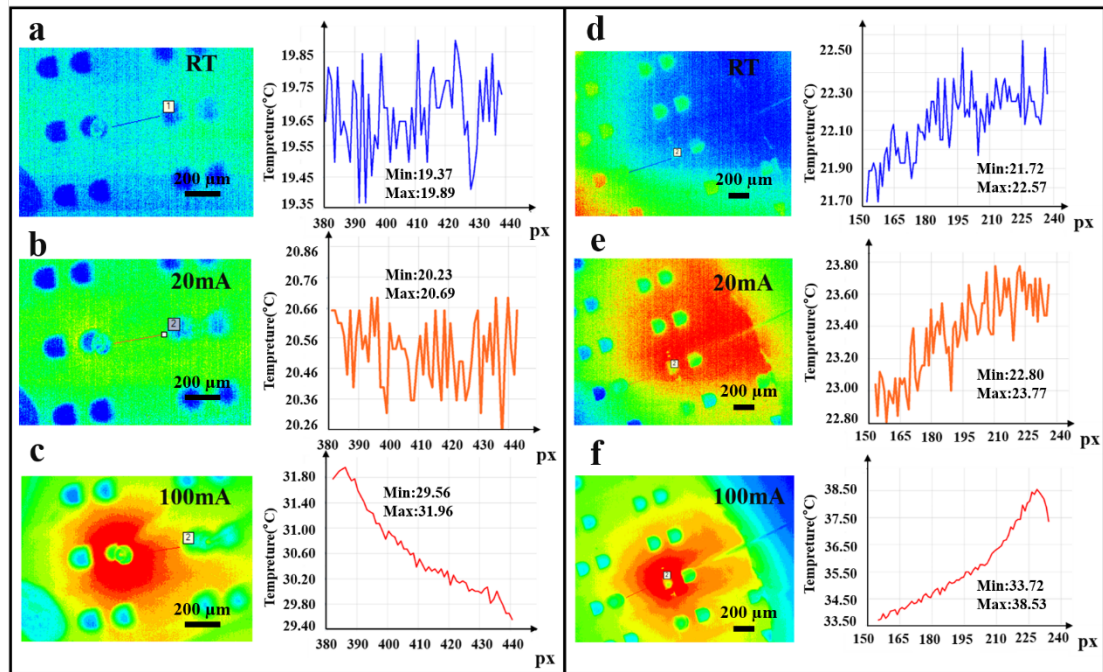 a
RT
1
200 μm
Tempreture(°C)
19.85
19.75
19.65
19.55
19.45
19.35
Min:19.37
Max:19.89
380 390 400 410 420 430 440
px
b
20mA
2
200 μm
Tempreture(°C)
20.86
20.76
20.66
20.56
20.46
20.36
20.26
Min:20.23
Max:20.69
380 390 400 410 420 430 440
px
c
100mA
2
200 μm
Tempreture(°C)
31.80
31.40
31.00
30.60
30.20
29.80
29.40
Min:29.56
Max:31.96
380 390 400 410 420 430 440
px
d
RT
2
200 μm
Tempreture(°C)
22.50
22.30
22.10
21.90
21.70
Min:21.72
Max:22.57
150 165 180 195 210 225 240
px
e
20mA
2
200 μm
Tempreture(°C)
23.80
23.60
23.40
23.20
23.00
22.80
Min:22.80
Max:23.77
150 165 180 195 210 225 240
px
f
100mA
2
200 μm
Tempreture(°C)
38.50
37.50
36.50
35.50
34.50
33.50
Min:33.72
Max:38.53
165 180 195 210 225 240
px